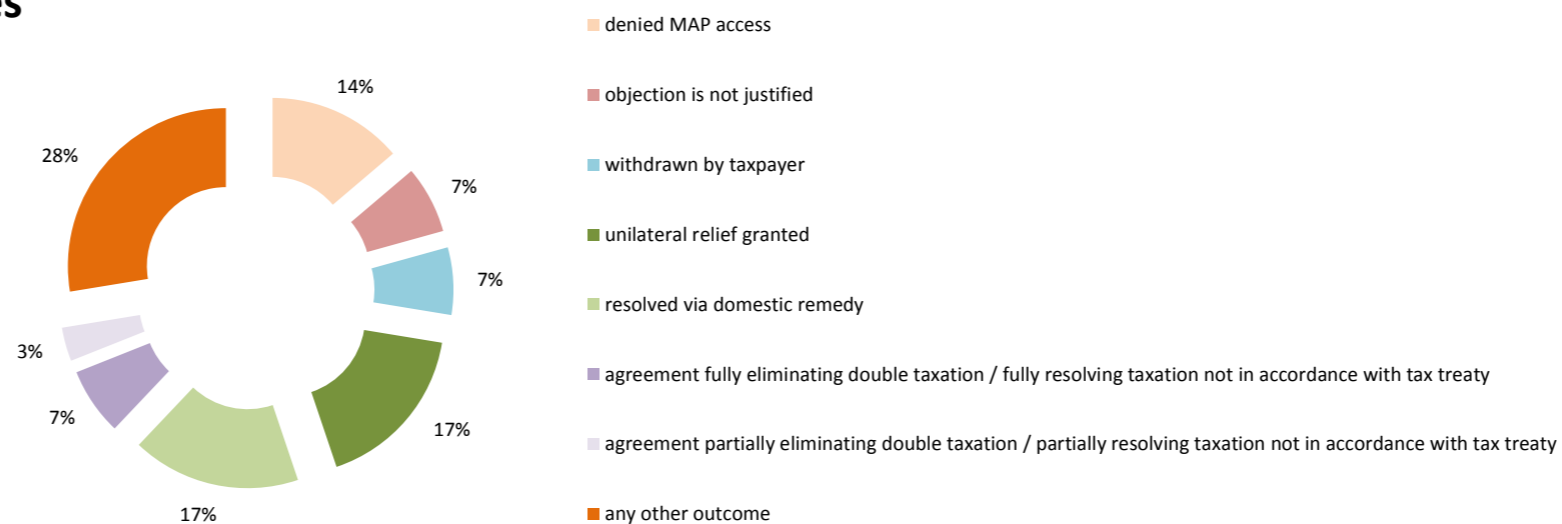 es
denied MAP access
14%
objection is not justified
28%
7%
withdrawn by taxpayer
7%
unilateral relief granted
resolved via domestic remedy
3%
agreement fully eliminating double taxation / fully resolving taxation not in accordance with tax treaty
7%
17%
agreement partially eliminating double taxation / partially resolving taxation not in accordance with tax treaty
17%
any other outcome